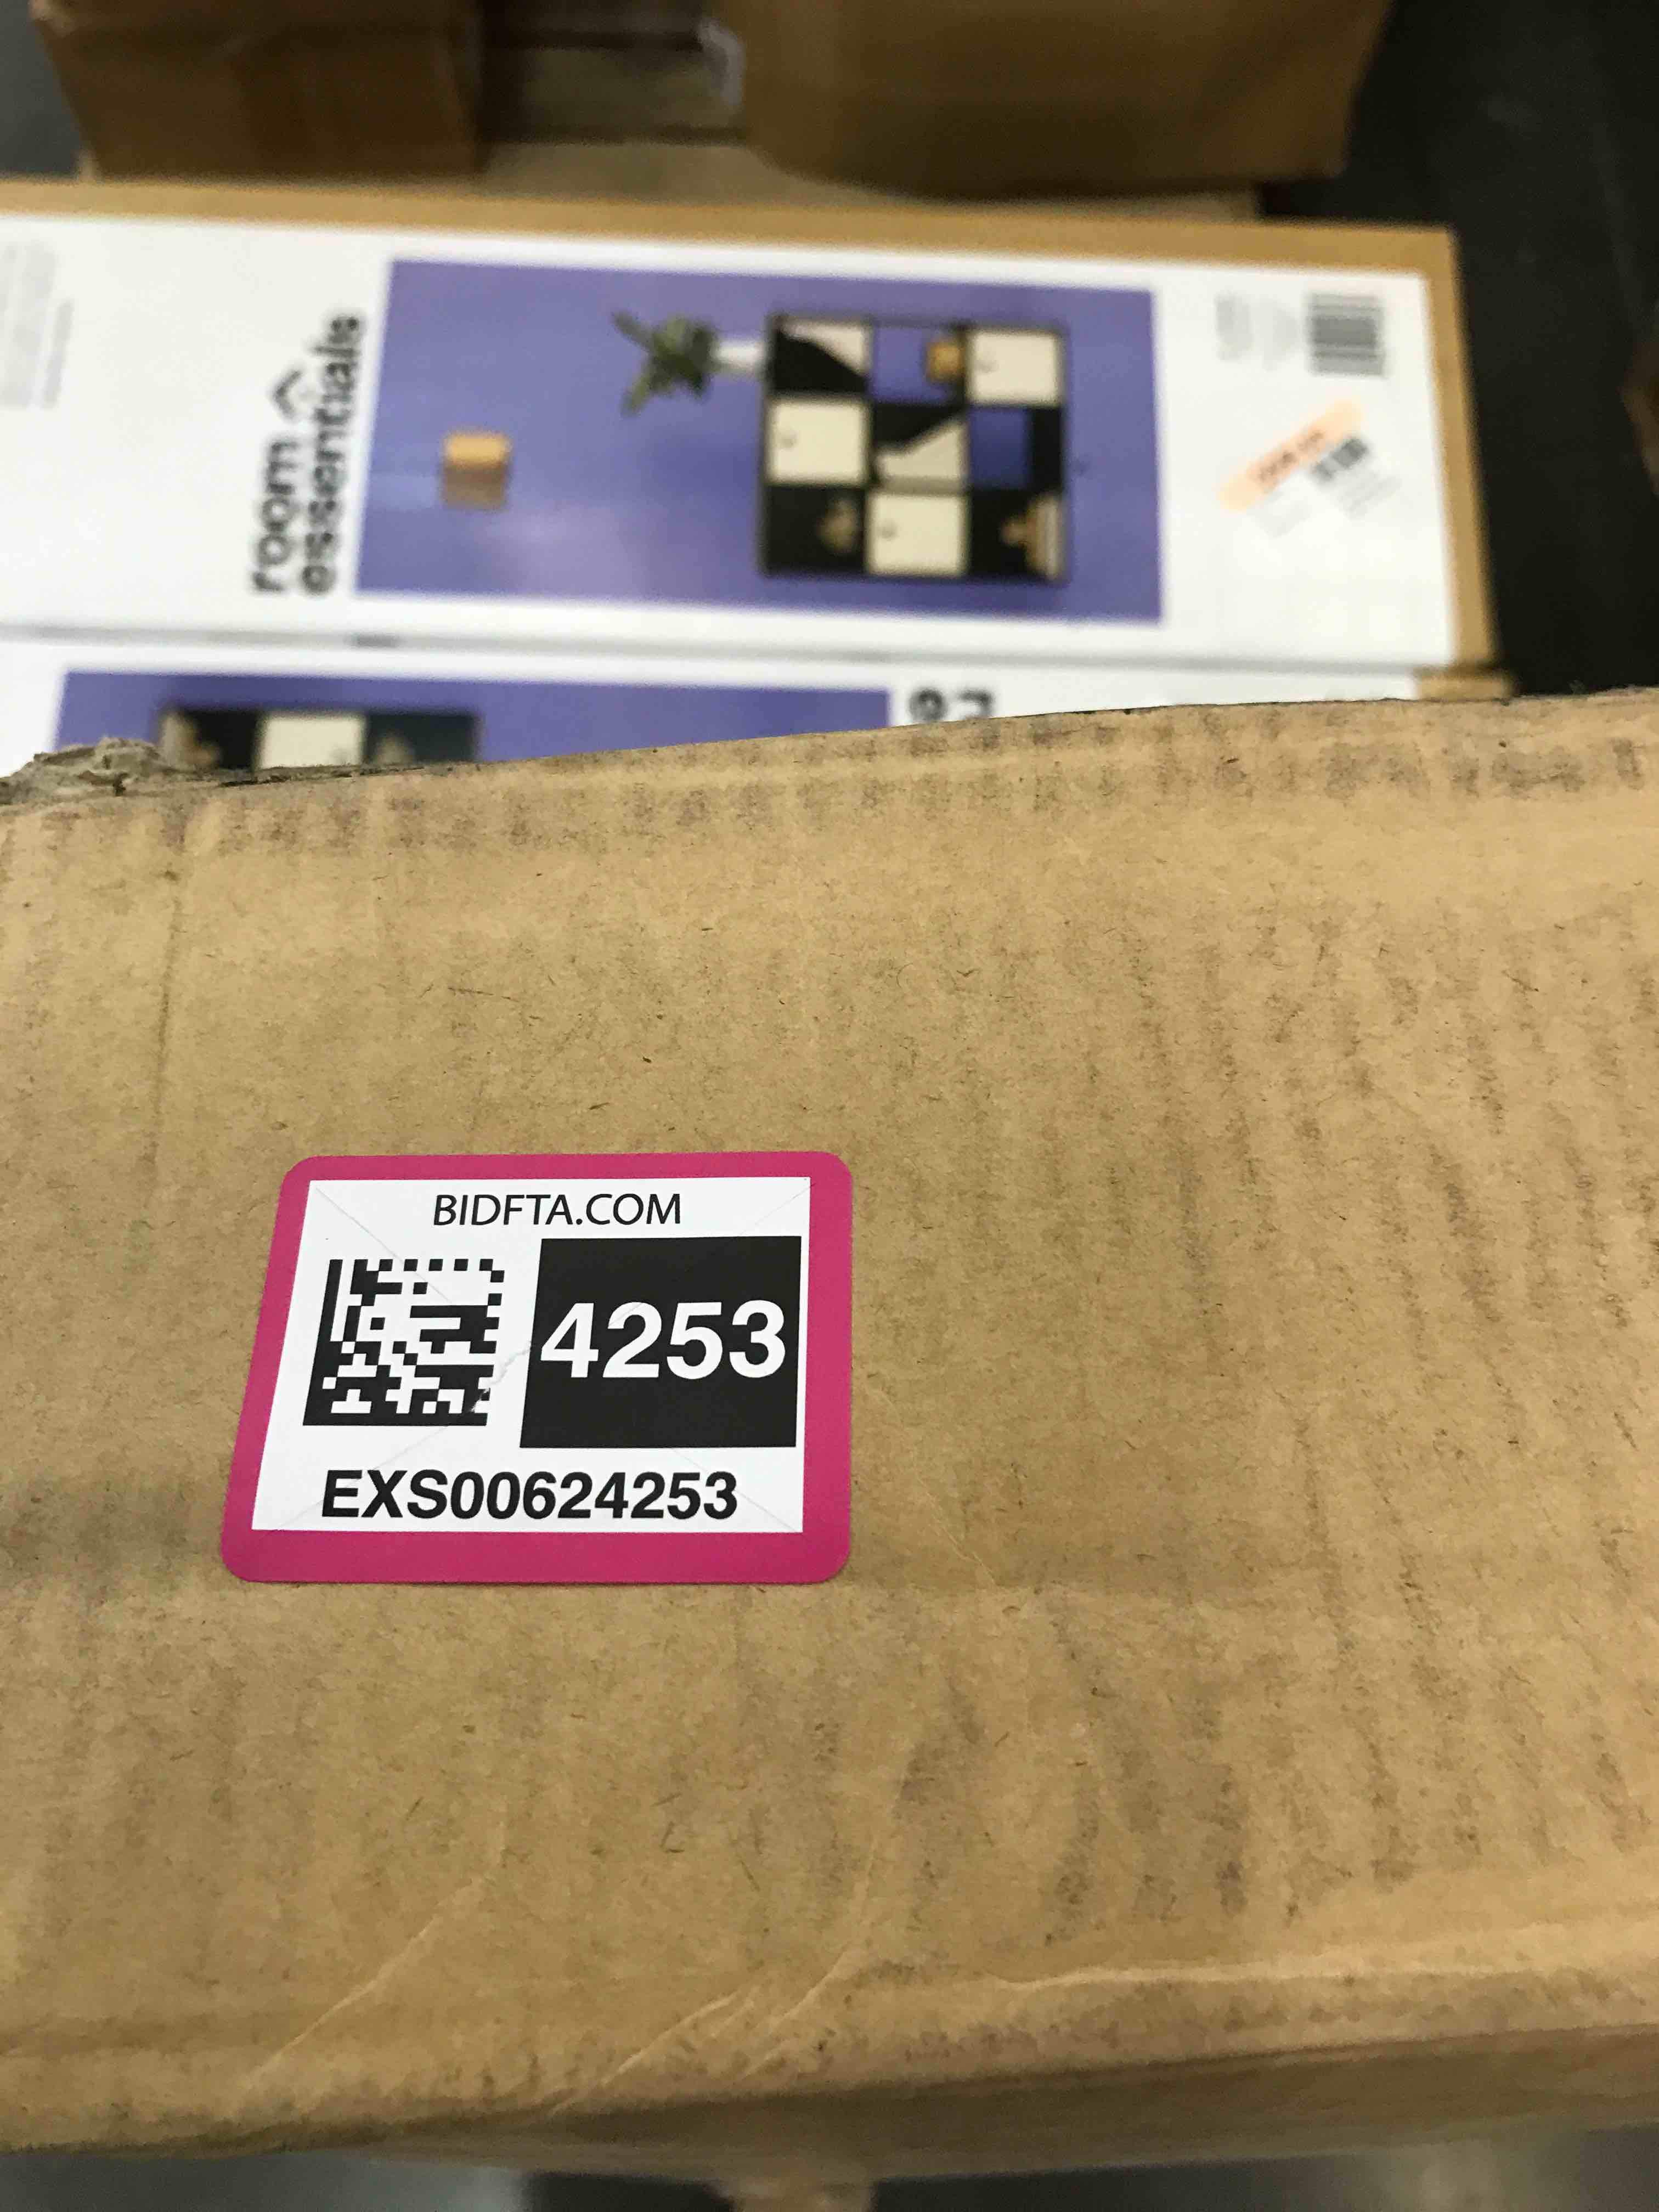 room
essentials
BIDFTA.COM
4253
EXS00624253